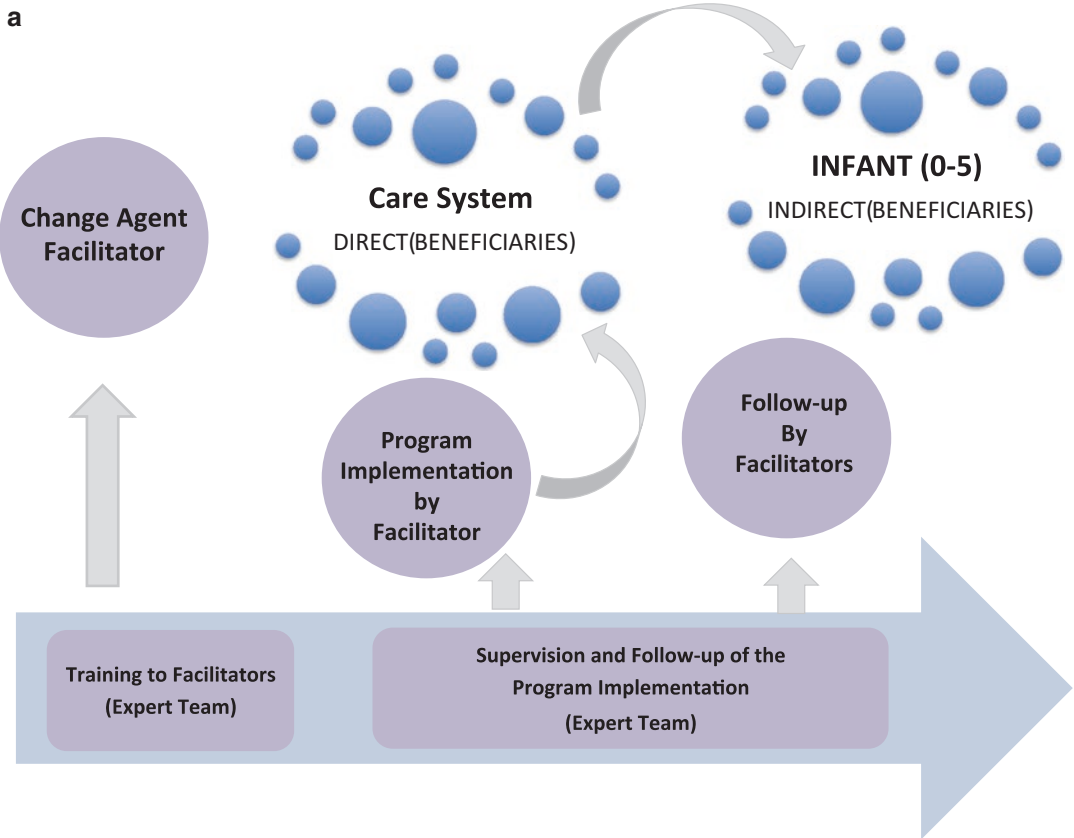 a
Change Agent
Facilitator
Care System
DIRECT(BENEFICIARIES)
INFANT (0-5)
INDIRECT(BENEFICIARIES)
Program
Implementation
by
Facilitator
Follow-up
By
Facilitators
Training to Facilitators
(Expert Team)
Supervision and Follow-up of the
Program Implementation
(Expert Team)